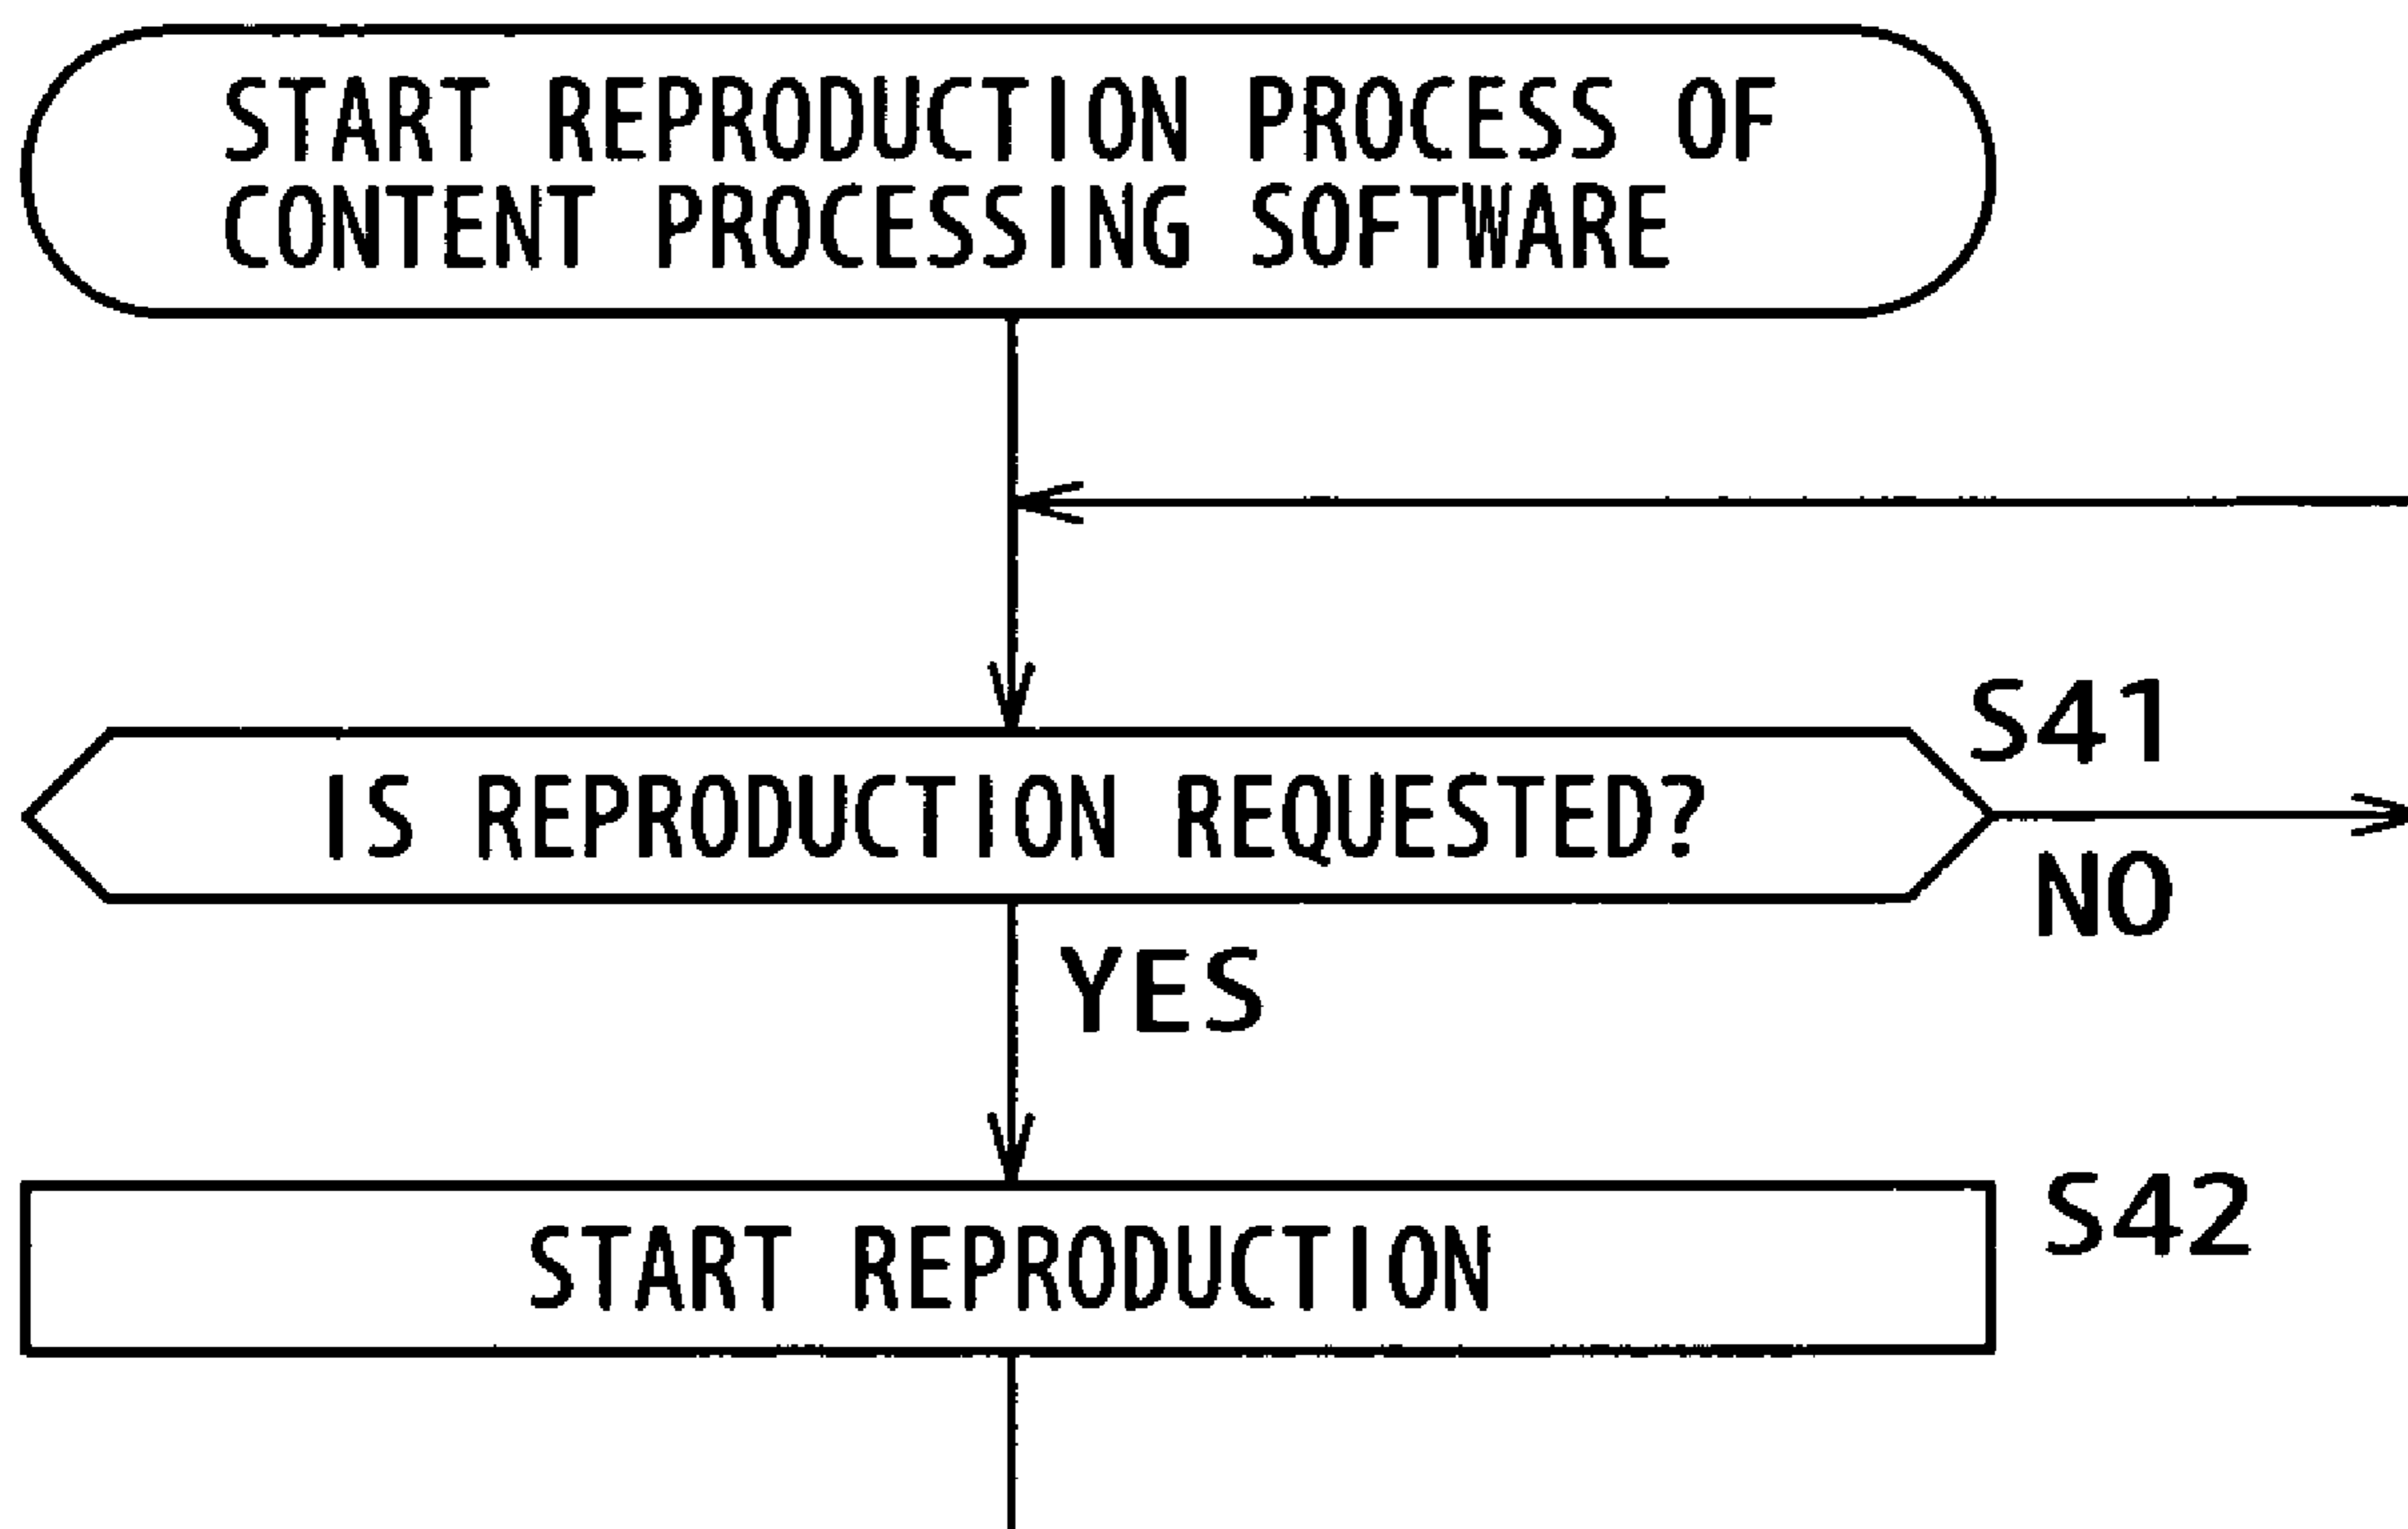 START REPRODUCTION PROCESS OF
CONTENT PROCESSING SOFTWARE
S41
IS REPRODUCTION REQUESTED?
NO
YES
S42
START REPRODUCTION